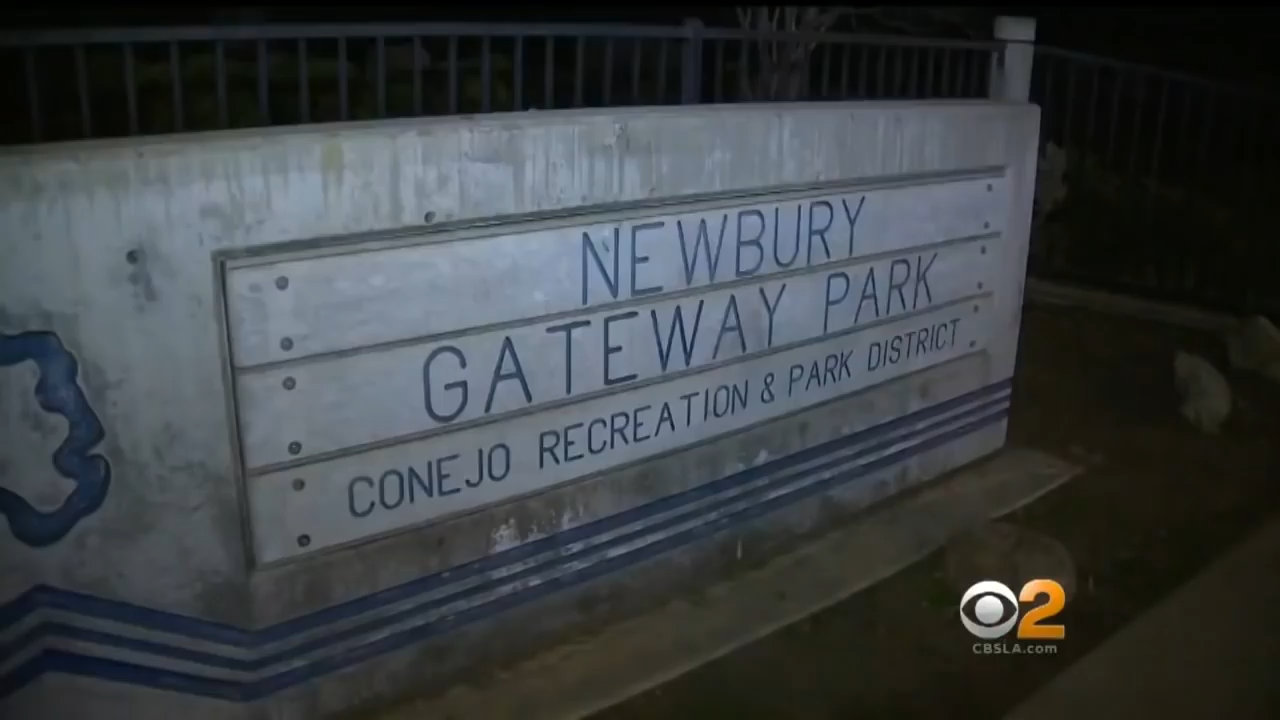 NEWBURY
GATEWAY PARK
CONEJO RECREATION & PARK DISTRICT
2
CBSLA.com